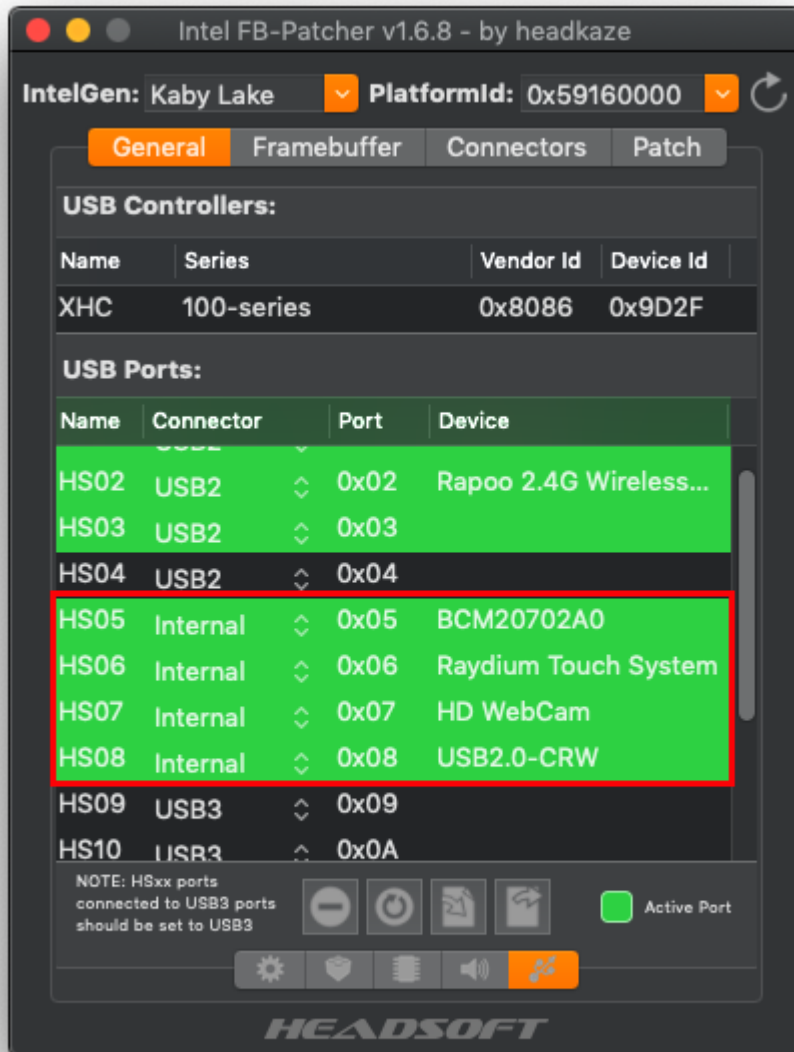 Intel FB-Patcher v1.6.8 - by headkaze
IntelGen: Kaby Lake PlatformId: 0x59160000
General Framebuffer Connectors Patch
USB Controllers:
Name Series Vendor Id Device Id
XHC 100-series 0x8086 0x9D2F
USB Ports:
Name Connector Port Device
USB2
HS02 USB2 0x02 Rapoo 2.4G Wireless...
HS03 USB2 0x03
HS04 USB2 0x04
HS05 Internal 0x05 BCM20702A0
HS06 Internal 0x06 Raydium Touch System
HS07 Internal 0x07 HD WebCam
HS08 Internal 0x08 USB2.0-CRW
HS09 USB3 0x09
HS10 USB3 0x0A
NOTE: HSxx ports
connected to USB3 ports
should be set to USB3
Active Port
HEADSOFT